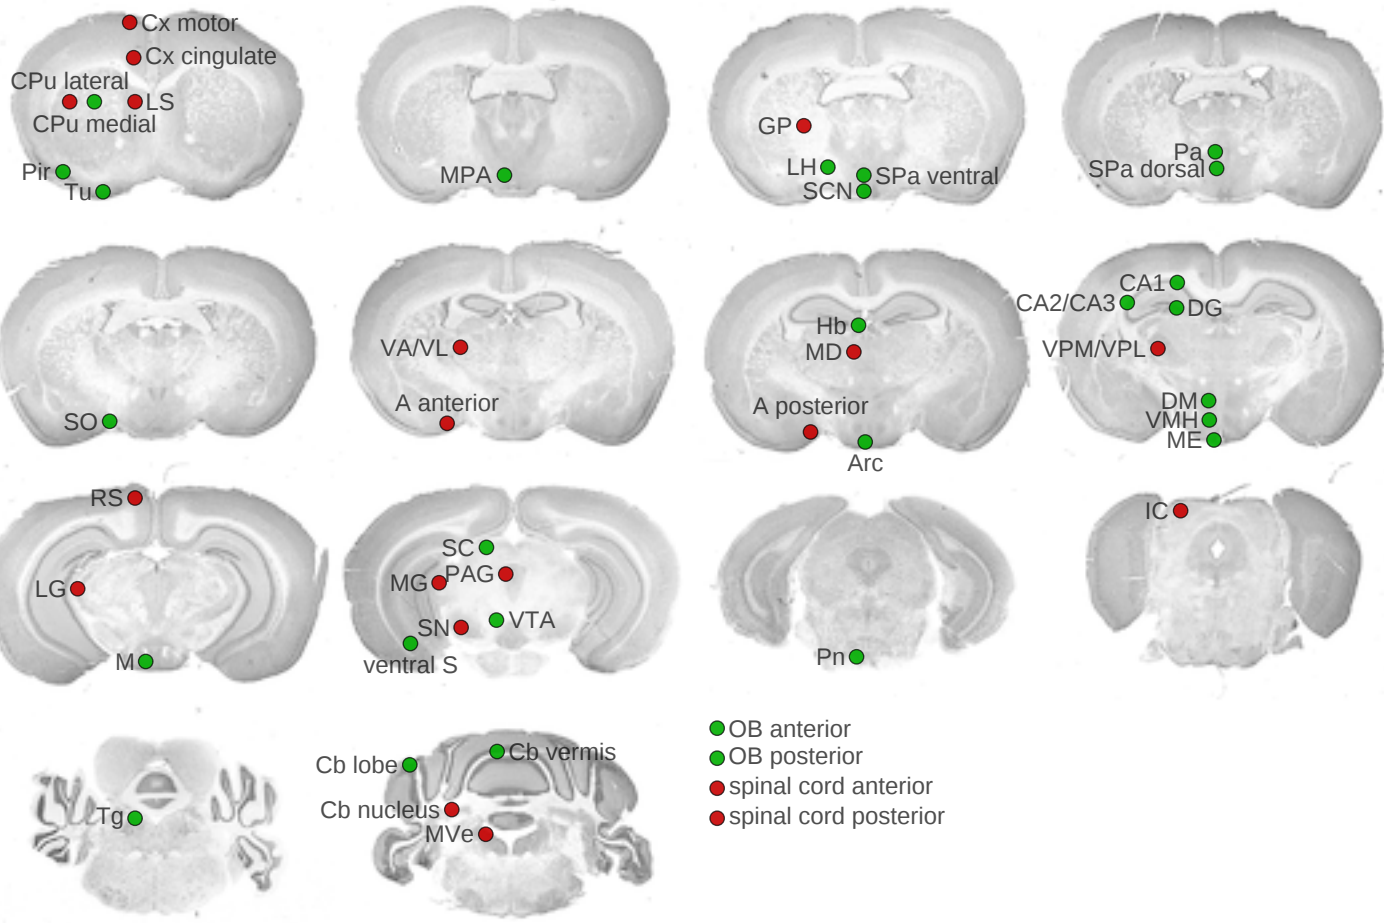 Cx motor
Cx cingulate
CPu lateral
LS
CPu medial
Pir
Tu
MPA
GP
LH
SPa ventral
SCN
Pa
SPa dorsal
SO
VA/VL
A anterior
Hb
MD
A posterior
Arc
CA1
CA2/CA3
DG
VPM/VPL
DM
VMH
ME
RS
LG
M
SC
MG
PAG
SN
VTA
ventral S
Pn
IC
Tg
Cb lobe
Cb vermis
Cb nucleus
MVe
OB anterior
OB posterior
spinal cord anterior
spinal cord posterior